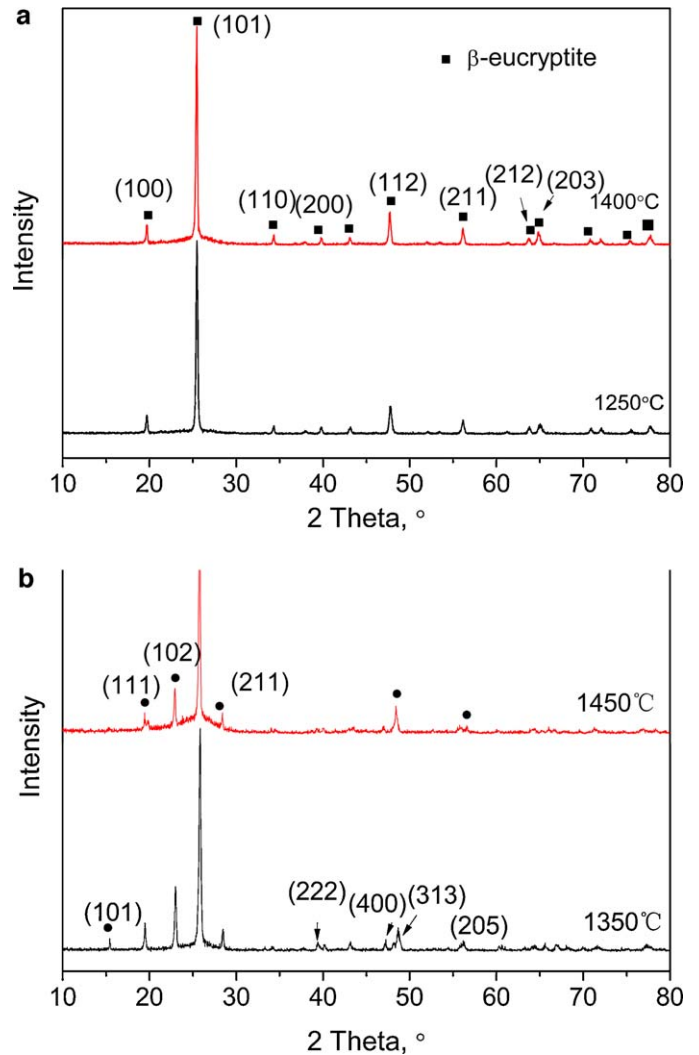 a
(101)
■ β-eucryptite
(100)
(110)
(200)
(112)
(211)
(212)
(203)
1400°C
1250°C
Intensity
10 20 30 40 50 60 70 80
2 Theta, °
b
(111)
(102)
(211)
1450℃
(101)
(222)
(400)
(313)
(205)
1350℃
Intensity
10 20 30 40 50 60 70 80
2 Theta, °